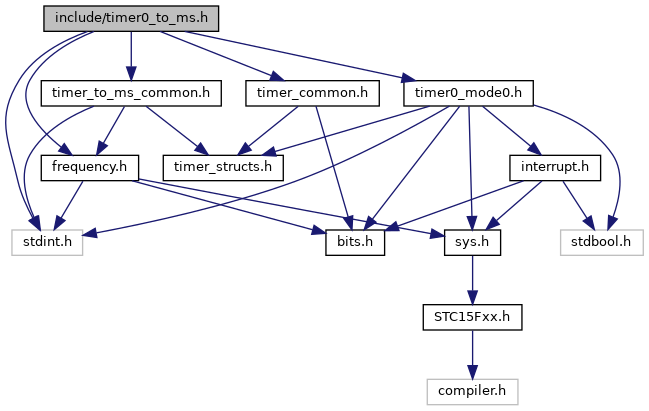 include/timer0_to_ms.h
timer_to_ms_common.h
timer_common.h
timer0_mode0.h
frequency.h
timer_structs.h
interrupt.h
stdint.h
bits.h
sys.h
stdbool.h
STC15Fxx.h
compiler.h